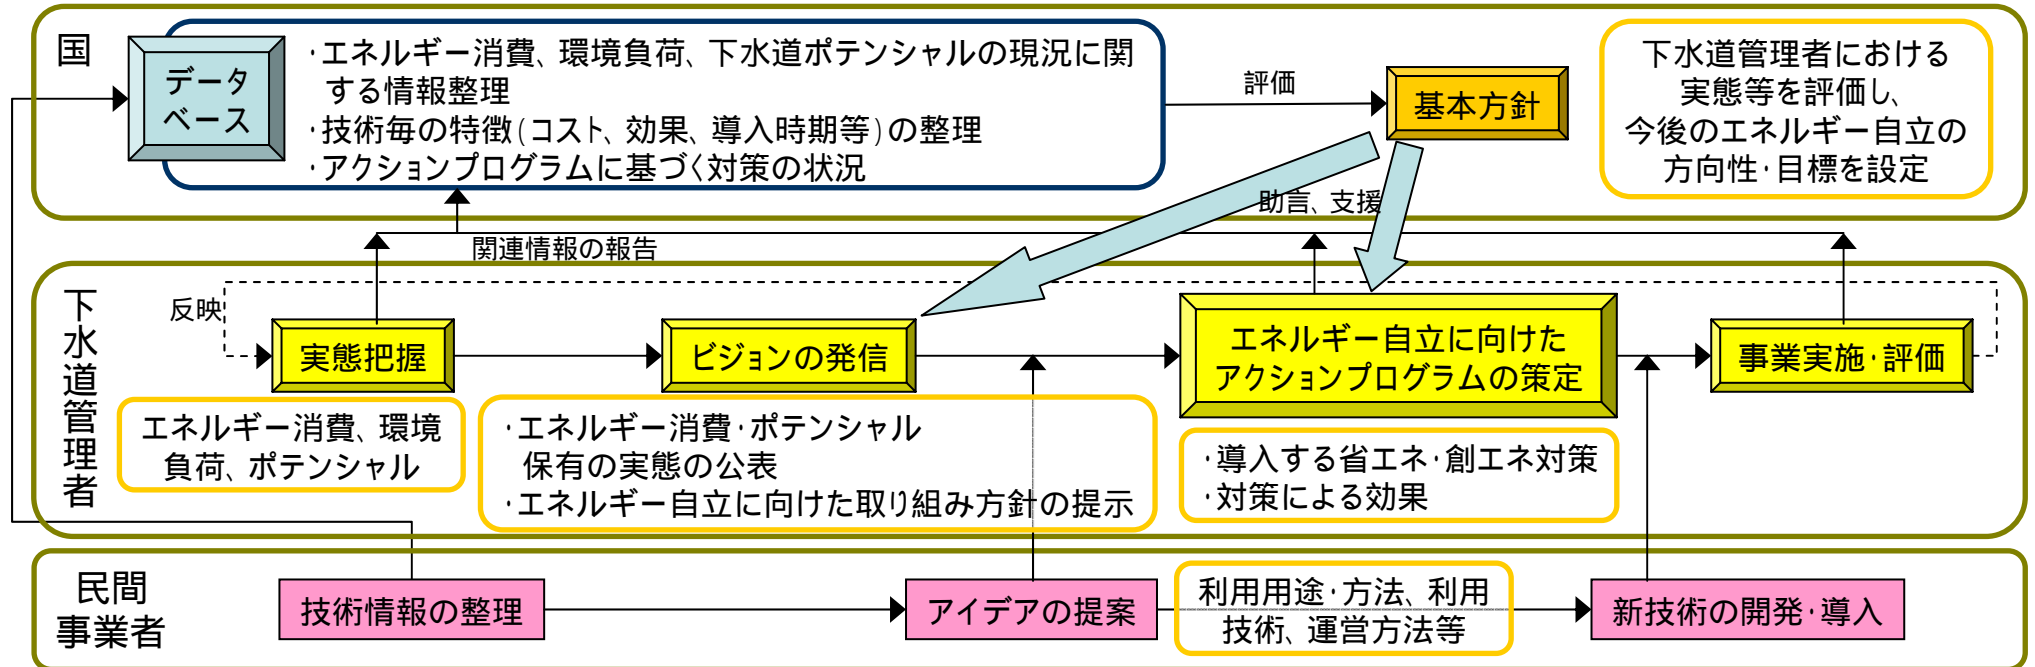 国
データ
ベース
・エネルギー消費、環境負荷、下水道ポテンシャルの現況に関
する情報整理
・技術毎の特徴(コスト、効果、導入時期等)の整理
・アクションプログラムに基づく対策の状況
評価
基本方針
下水道管理者における
実態等を評価し、
今後のエネルギー自立の
方向性・目標を設定
助言、支援
関連情報の報告
下水道管理者
反映
実態把握
ビジョンの発信
エネルギー自立に向けた
アクションプログラムの策定
事業実施・評価
エネルギー消費、環境
負荷、ポテンシャル
・エネルギー消費・ポテンシャル
保有の実態の公表
・エネルギー自立に向けた取り組み方針の提示
・導入する省エネ・創エネ対策
・対策による効果
民間
事業者
技術情報の整理
アイデアの提案
利用用途・方法、利用
技術、運営方法等
新技術の開発・導入